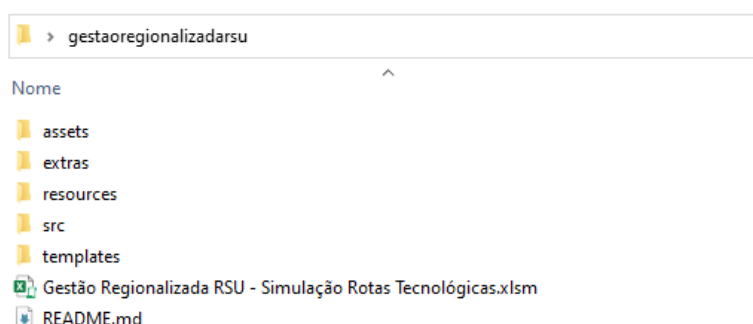 gestaoregionalizadarsu
Nome
assets
extras
resources
src
templates
Gestão Regionalizada RSU - Simulação Rotas Tecnológicas.xlsm
README.md